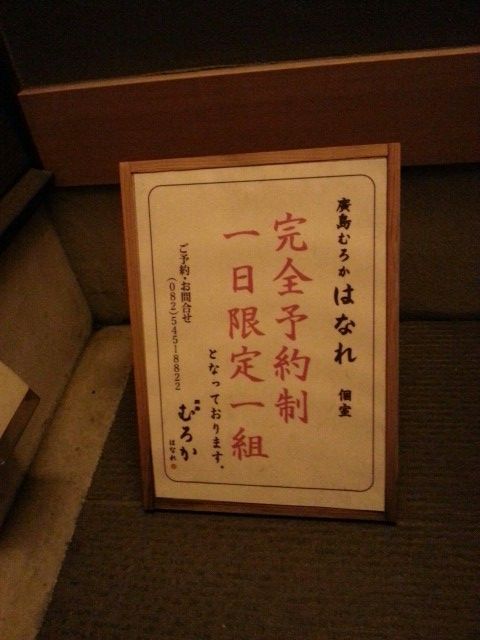 廣島むろか はなれ 個室
完全予約制
一日限定一組
となっております。
ご予約・お問合せ
(082)545-8822
むろか
はなれ